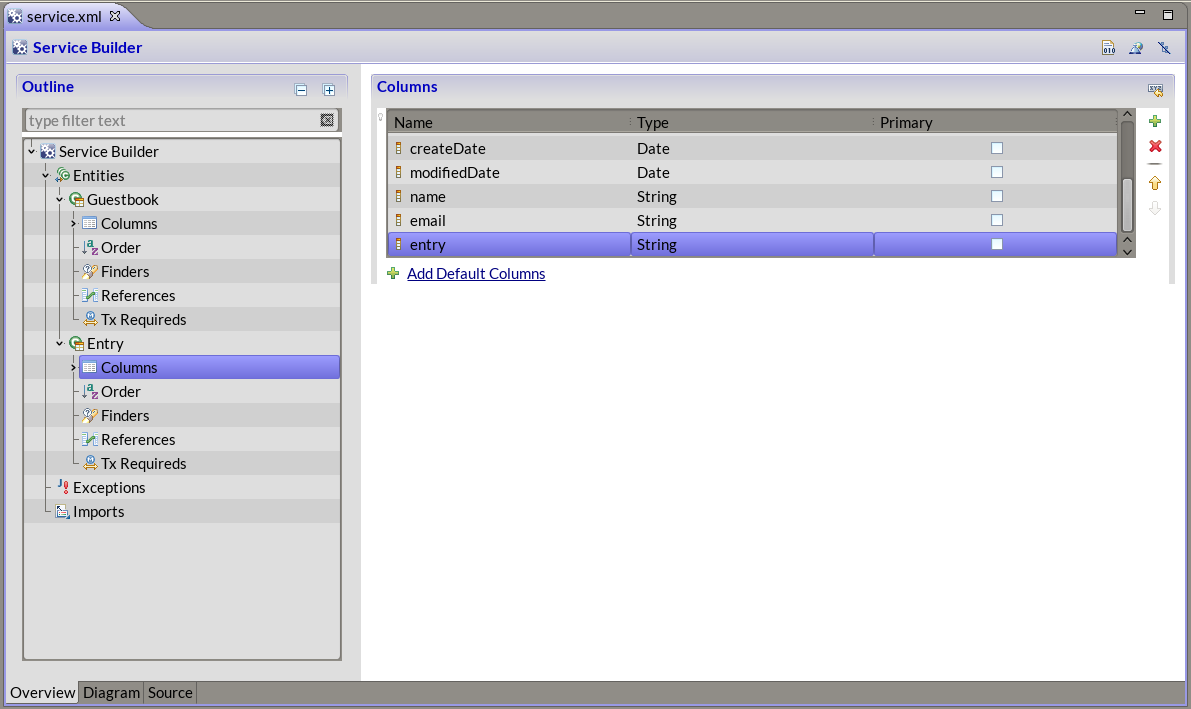 service.xml
Service Builder
Outline
type filter text
Service Builder
Entities
Guestbook
Columns
Order
Finders
References
Tx Requireds
Entry
Columns
Order
Finders
References
Tx Requireds
Exceptions
Imports
Columns
Name Type Primary
createDate Date
modifiedDate Date
name String
email String
entry String
Add Default Columns
Overview Diagram Source